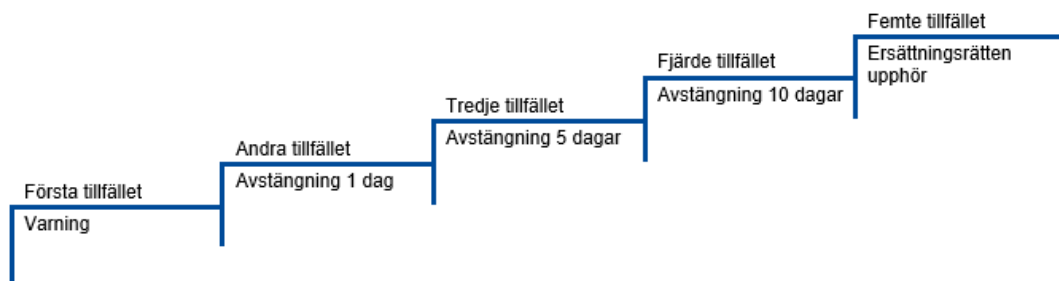 Första tillfället
Varning
Andra tillfället
Avstängning 1 dag
Tredje tillfället
Avstängning 5 dagar
Fjärde tillfället
Avstängning 10 dagar
Femte tillfället
Ersättningsrätten
upphör